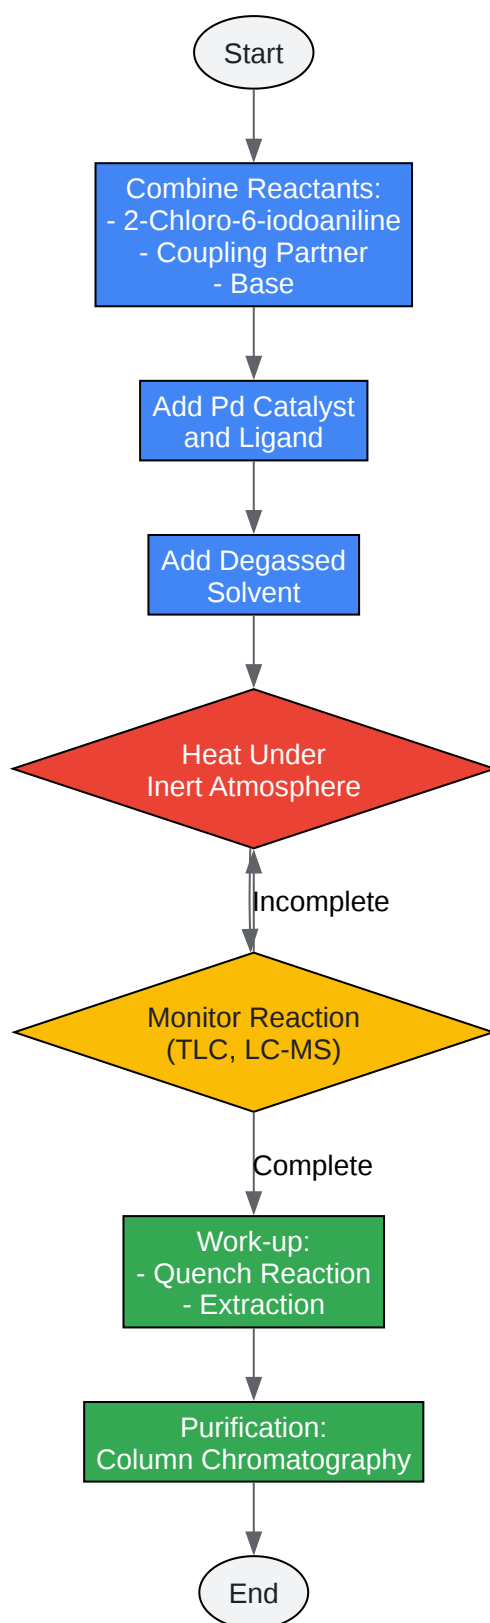 Start
Combine Reactants:
- 2-Chloro-6-iodoaniline
- Coupling Partner
- Base
Add Pd Catalyst
and Ligand
Add Degassed
Solvent
Heat Under
Inert Atmosphere
Incomplete
Monitor Reaction
(TLC, LC-MS)
Complete
Work-up:
- Quench Reaction
- Extraction
Purification:
Column Chromatography
End